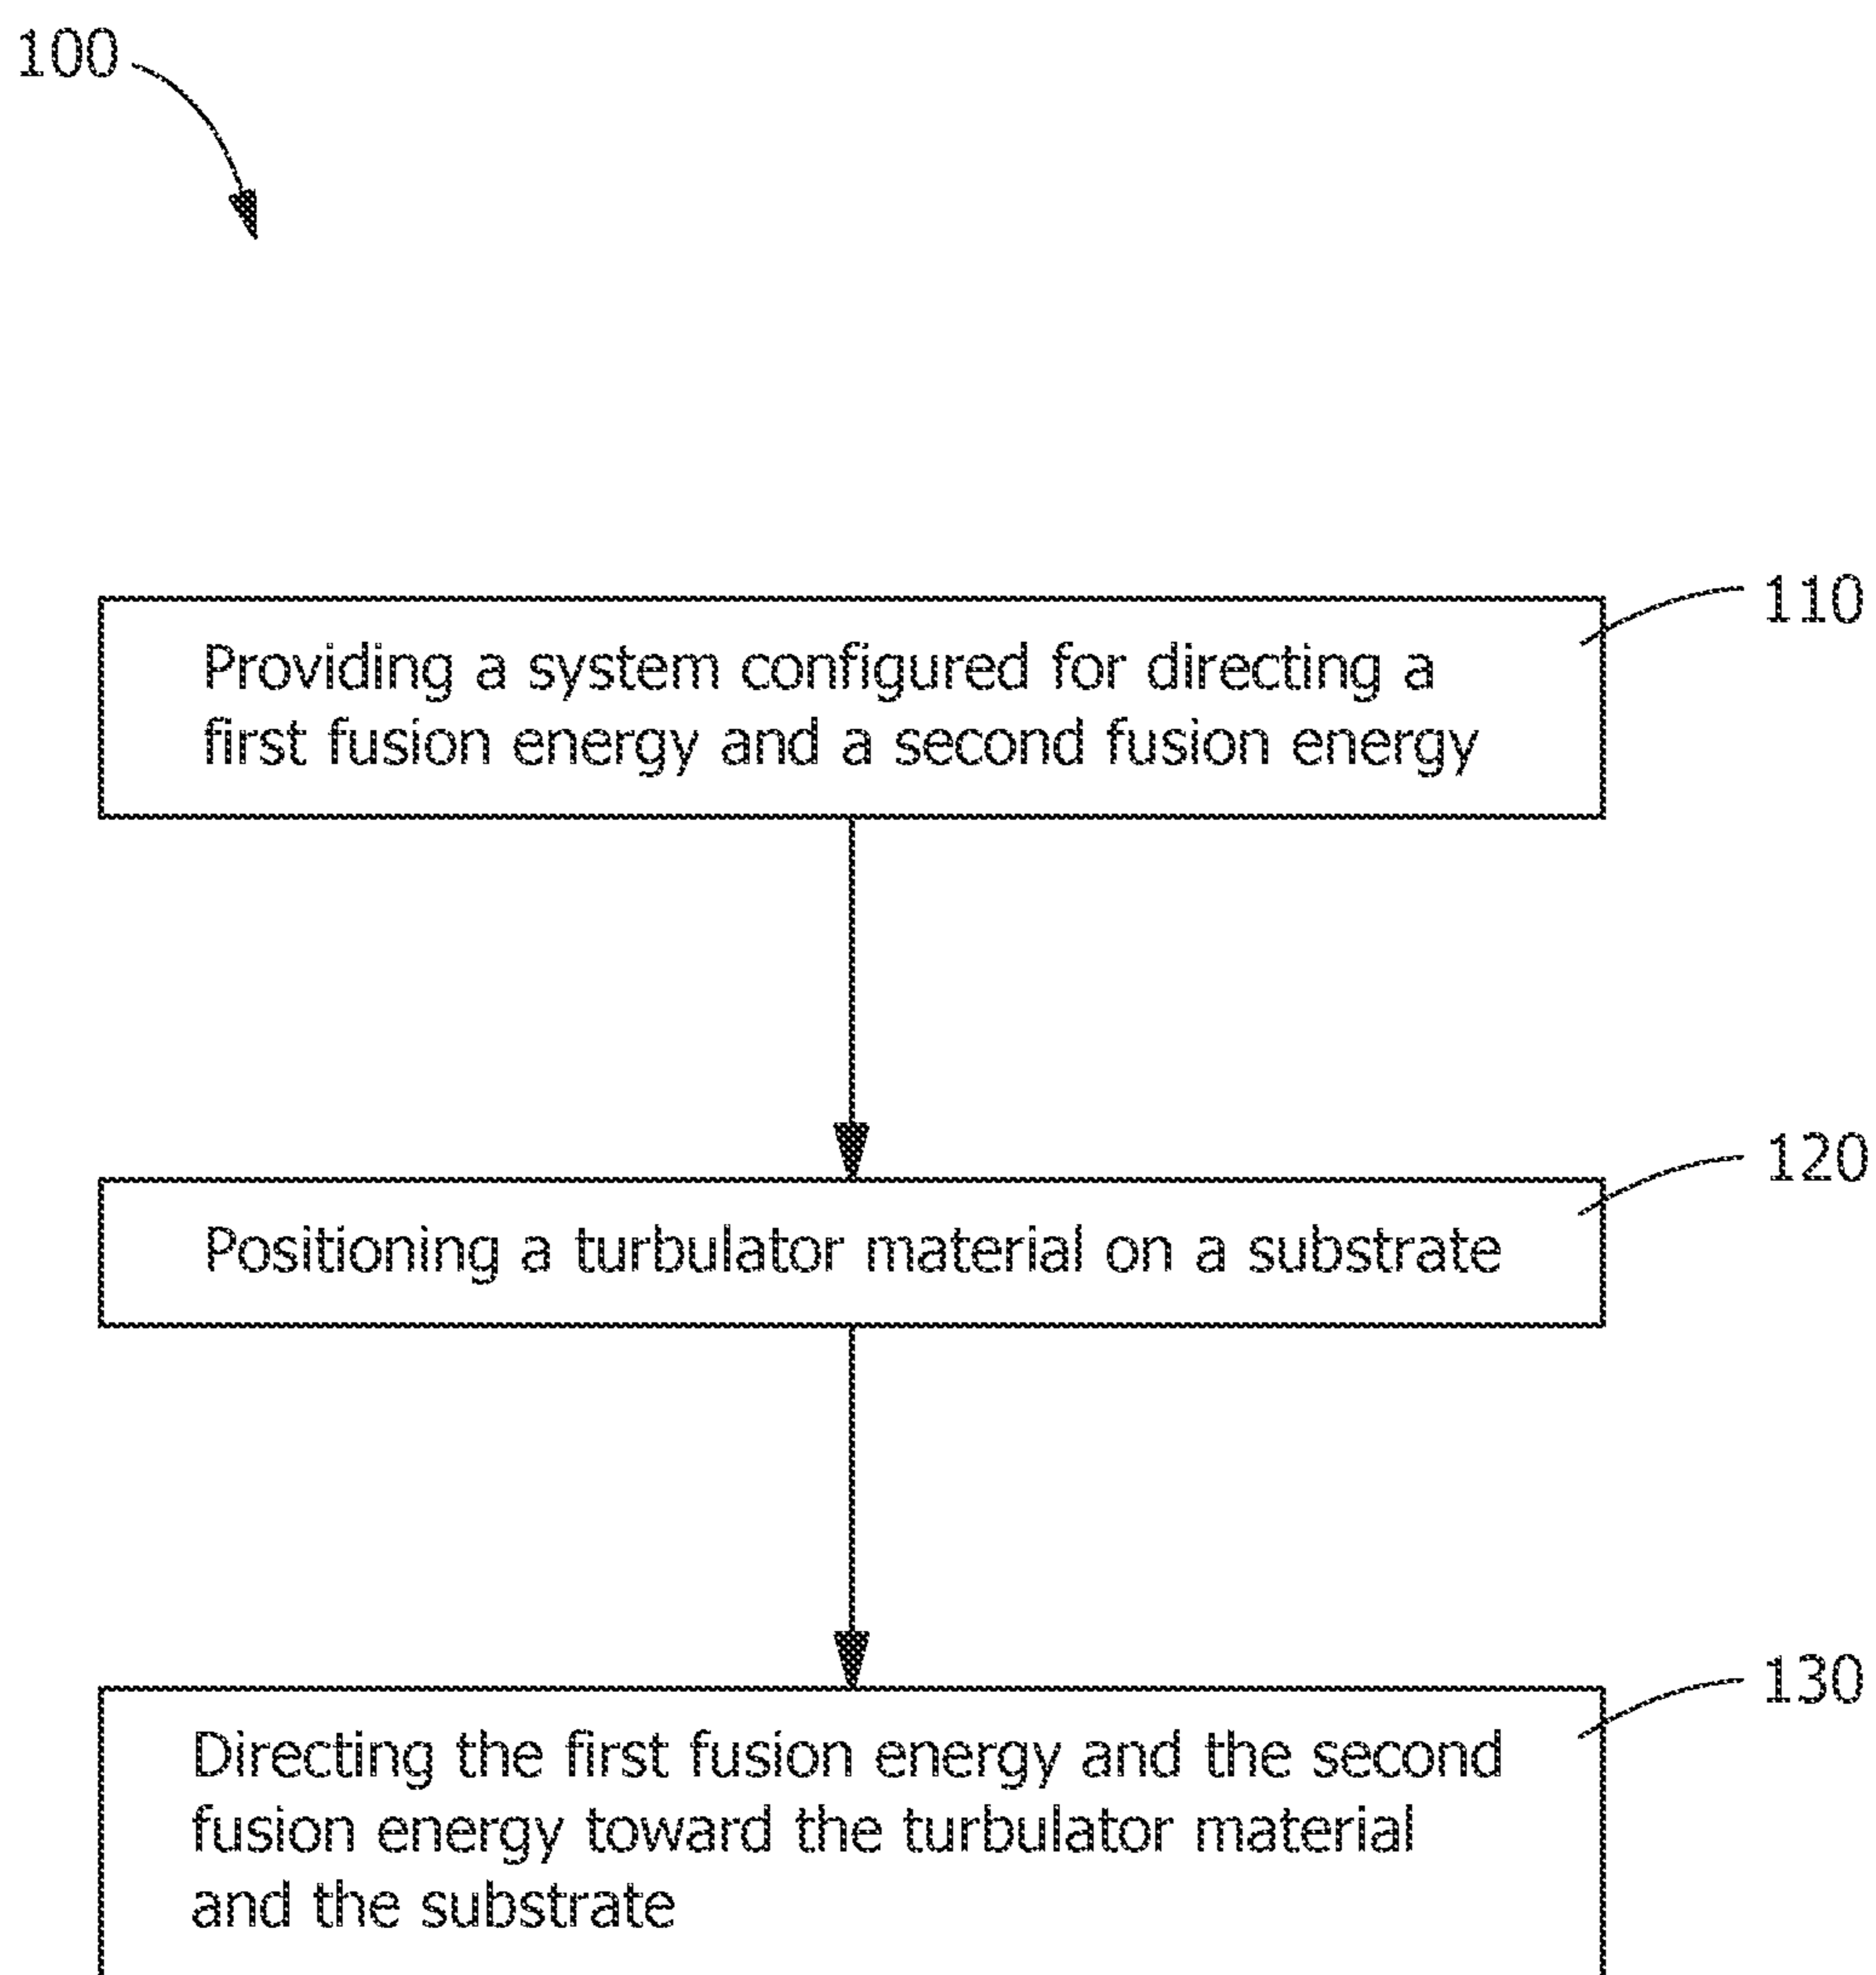 100
110
Providing a system configured for directing a
first fusion energy and a second fusion energy
120
Positioning a turbulator material on a substrate
130
Directing the first fusion energy and the second
fusion energy toward the turbulator material
and the substrate